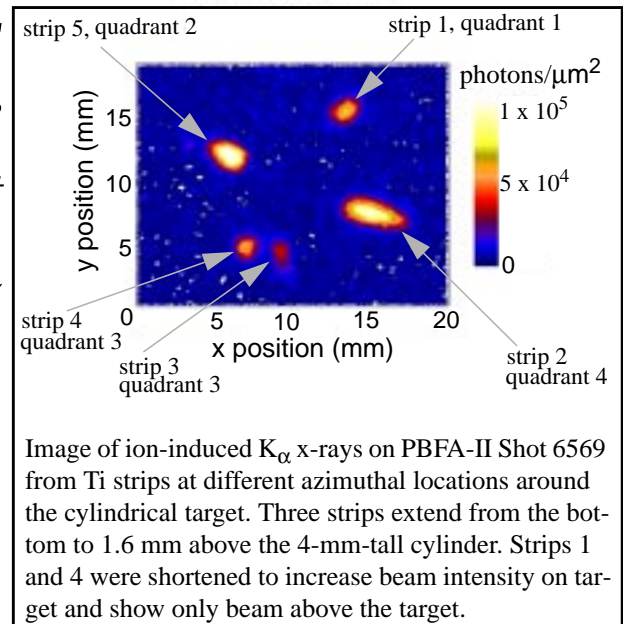 strip 5, quadrant 2
strip 1, quadrant 1
photons/μm²
1 x 10⁵
5 x 10⁴
0
15
10
5
0
y position (mm)
5
10
15
20
x position (mm)
strip 4
quadrant 3
strip 3
quadrant 3
strip 2
quadrant 4
Image of ion-induced Kα x-rays on PBFA-II Shot 6569
from Ti strips at different azimuthal locations around
the cylindrical target. Three strips extend from the bot-
tom to 1.6 mm above the 4-mm-tall cylinder. Strips 1
and 4 were shortened to increase beam intensity on tar-
get and show only beam above the target.